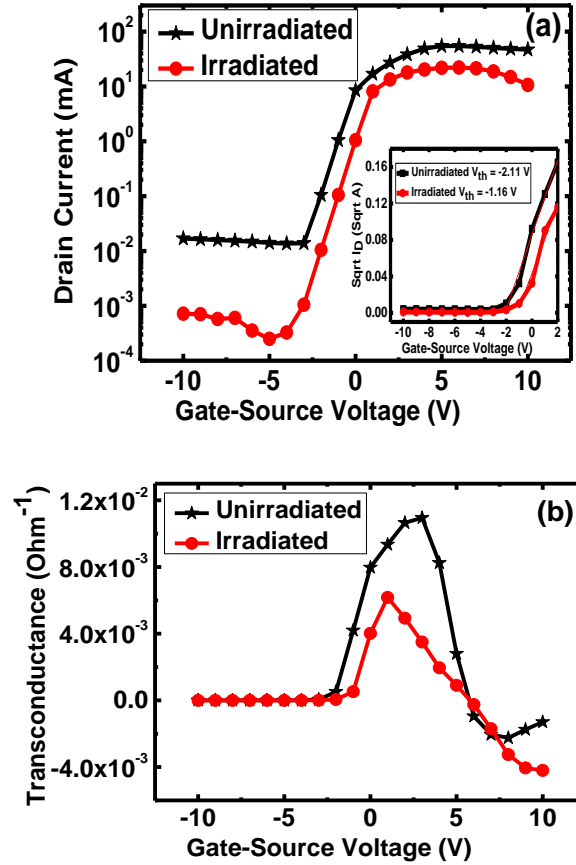 (a)
Unirradiated
Irradiated
10²
10¹
10⁰
10⁻¹
10⁻²
10⁻³
10⁻⁴
Drain Current (mA)
-10 -5 0 5 10
Gate-Source Voltage (V)
Unirradiated Vth = -2.11 V
Irradiated Vth = -1.16 V
0.16
0.12
0.08
0.04
0.00
Sqrt ID (Sqrt A)
-10 -8 -6 -4 -2 0 2
Gate-Source Voltage
(V)
(b)
Unirradiated
Irradiated
1.2x10⁻²
8.0x10⁻³
4.0x10⁻³
0.0
-4.0x10⁻³
Transconductance (Ohm⁻¹)
-10 -5 0 5 10
Gate-Source Voltage (V)